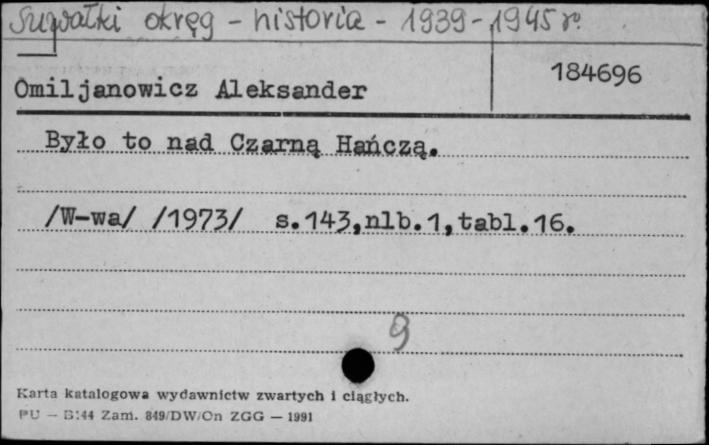 Suwałki okręg - historia - 1939-1945 r.
184696
Omiljanowicz Aleksander
Było to nad Czarną Hańczą.
/W-wa/ /1973/ s.143,nlb.1,tabl.16.
9
Karta katalogowa wydawnictw zwartych i ciągłych.
PU — B/44 Zam. 849/DW/Cn ZGG — 1991